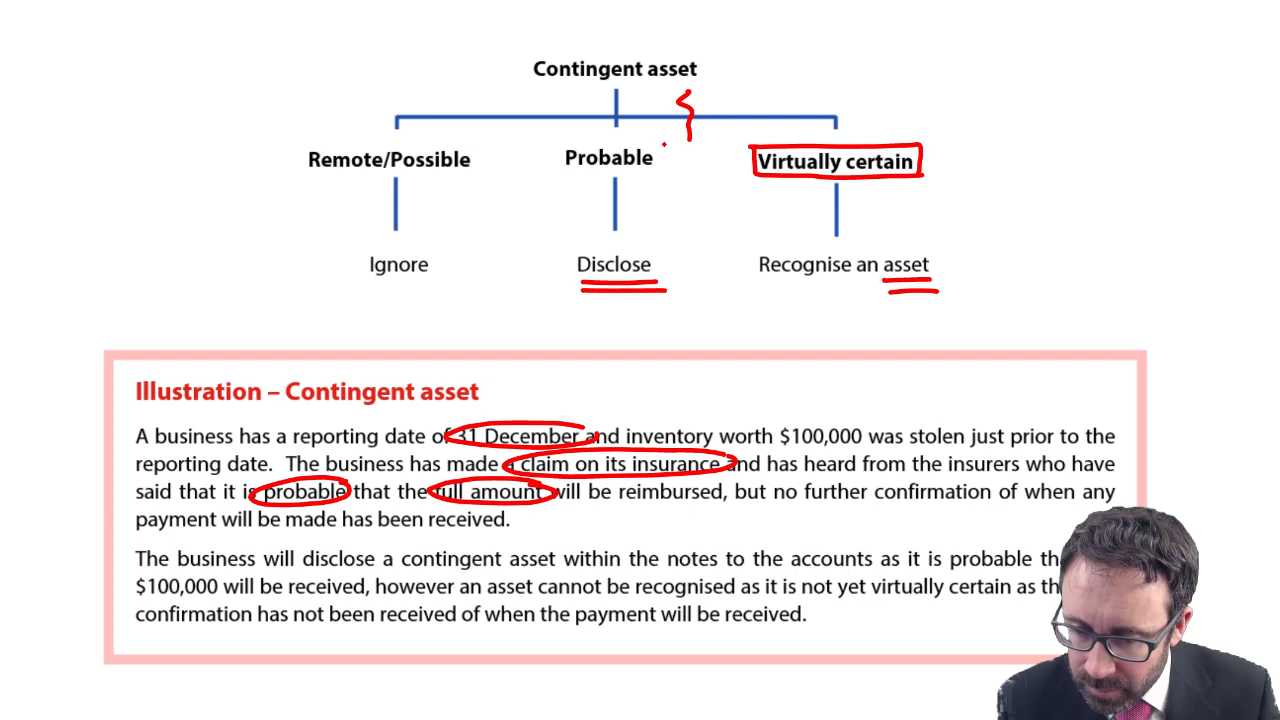 Contingent asset
Remote/Possible Probable Virtually certain
Ignore Disclose Recognise an asset
Illustration – Contingent asset
A business has a reporting date of 31 December and inventory worth $100,000 was stolen just prior to the
reporting date. The business has made a claim on its insurance and has heard from the insurers who have
said that it is probable that the full amount will be reimbursed, but no further confirmation of when any
payment will be made has been received.
The business will disclose a contingent asset within the notes to the accounts as it is probable
$100,000 will be received, however an asset cannot be recognised as it is not yet virtually certain as
confirmation has not been received of when the payment will be received.